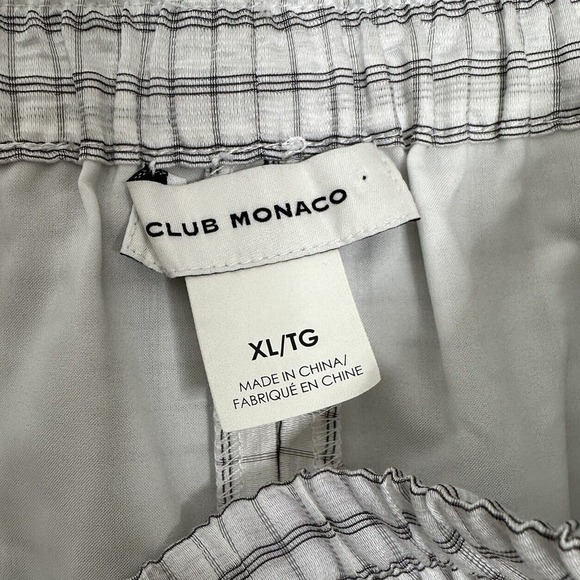 CLUB MONACO
XL/TG
MADE IN CHINA/
FABRIQUÉ EN CHINE